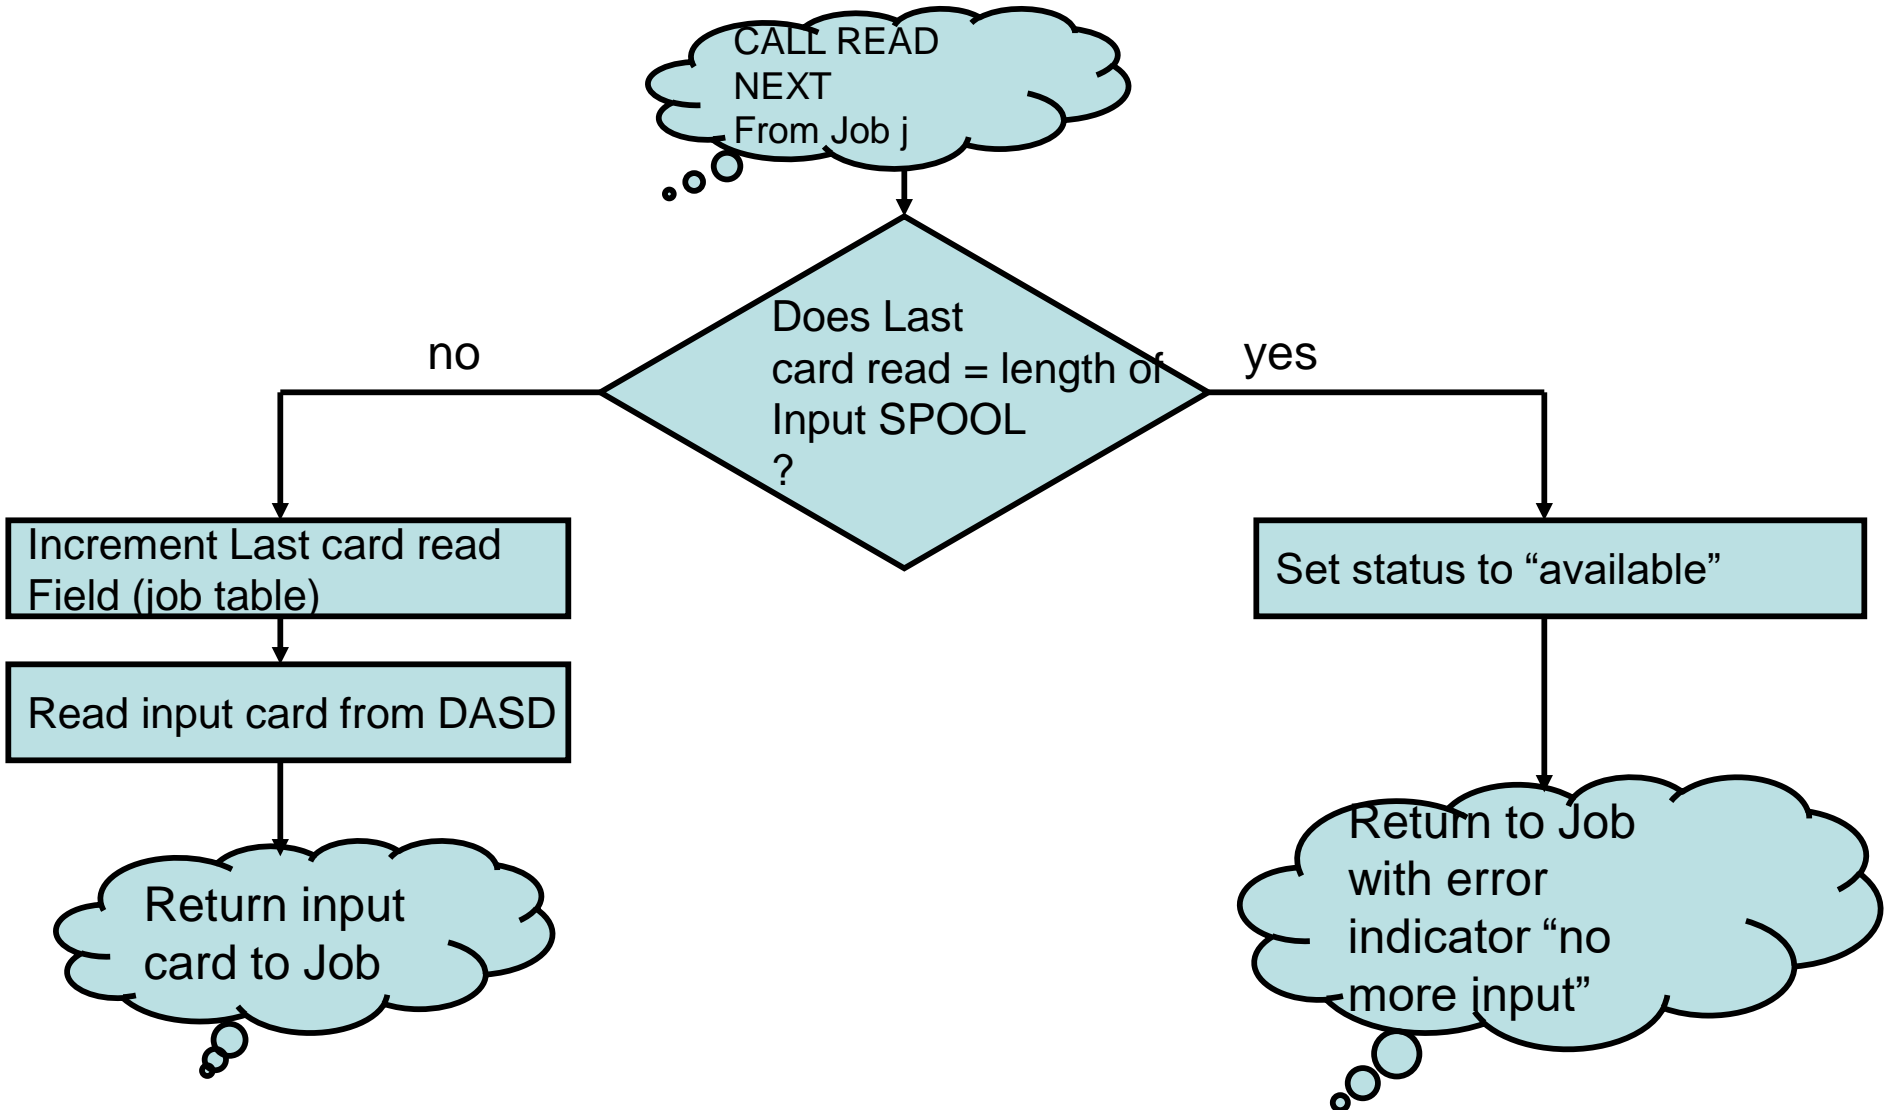 CALL READ
NEXT
From Job j
Does Last
card read = length of
Input SPOOL
?
no
yes
Increment Last card read
Field (job table)
Set status to “available”
Read input card from DASD
Return input
card to Job
Return to Job
with error
indicator “no
more input”